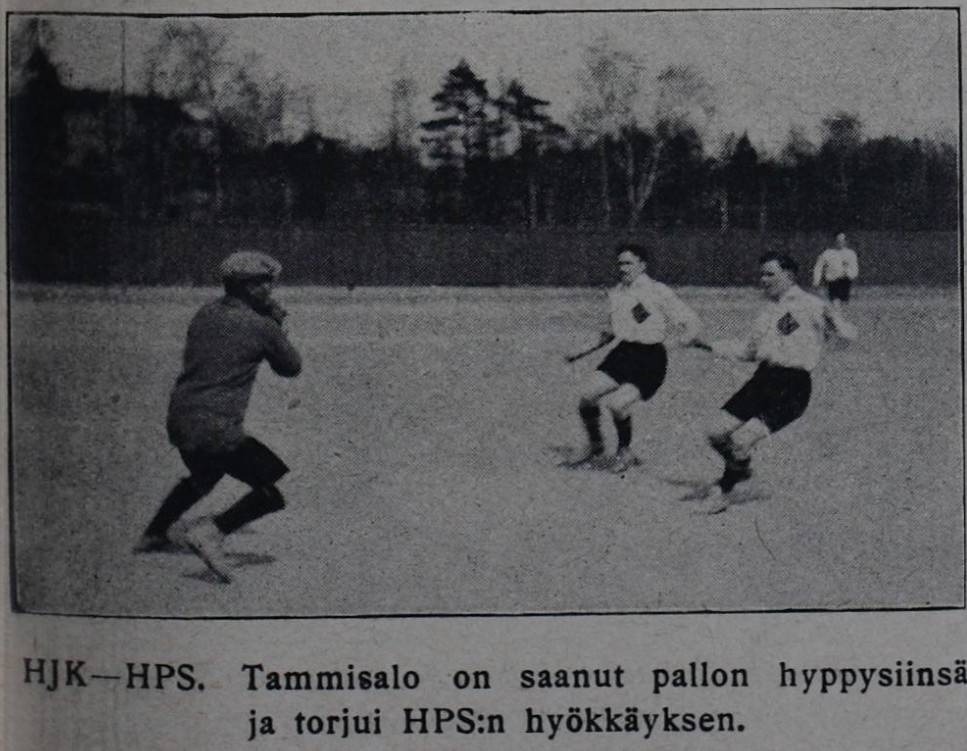 HJK—HPS. Tammisalo on saanut pallon hyppysiinsä
ja torjui HPS:n hyökkäyksen.